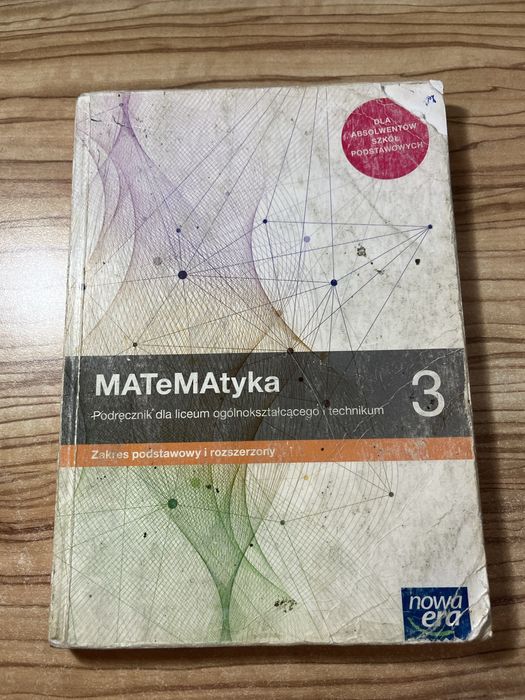 DLA
ABSOLWENTÓW
SZKÓŁ
PODSTAWOWYCH
MATeMAtyka
3
Podręcznik dla liceum ogólnokształcącego i technikum
Zakres podstawowy i rozszerzony
nowa
era